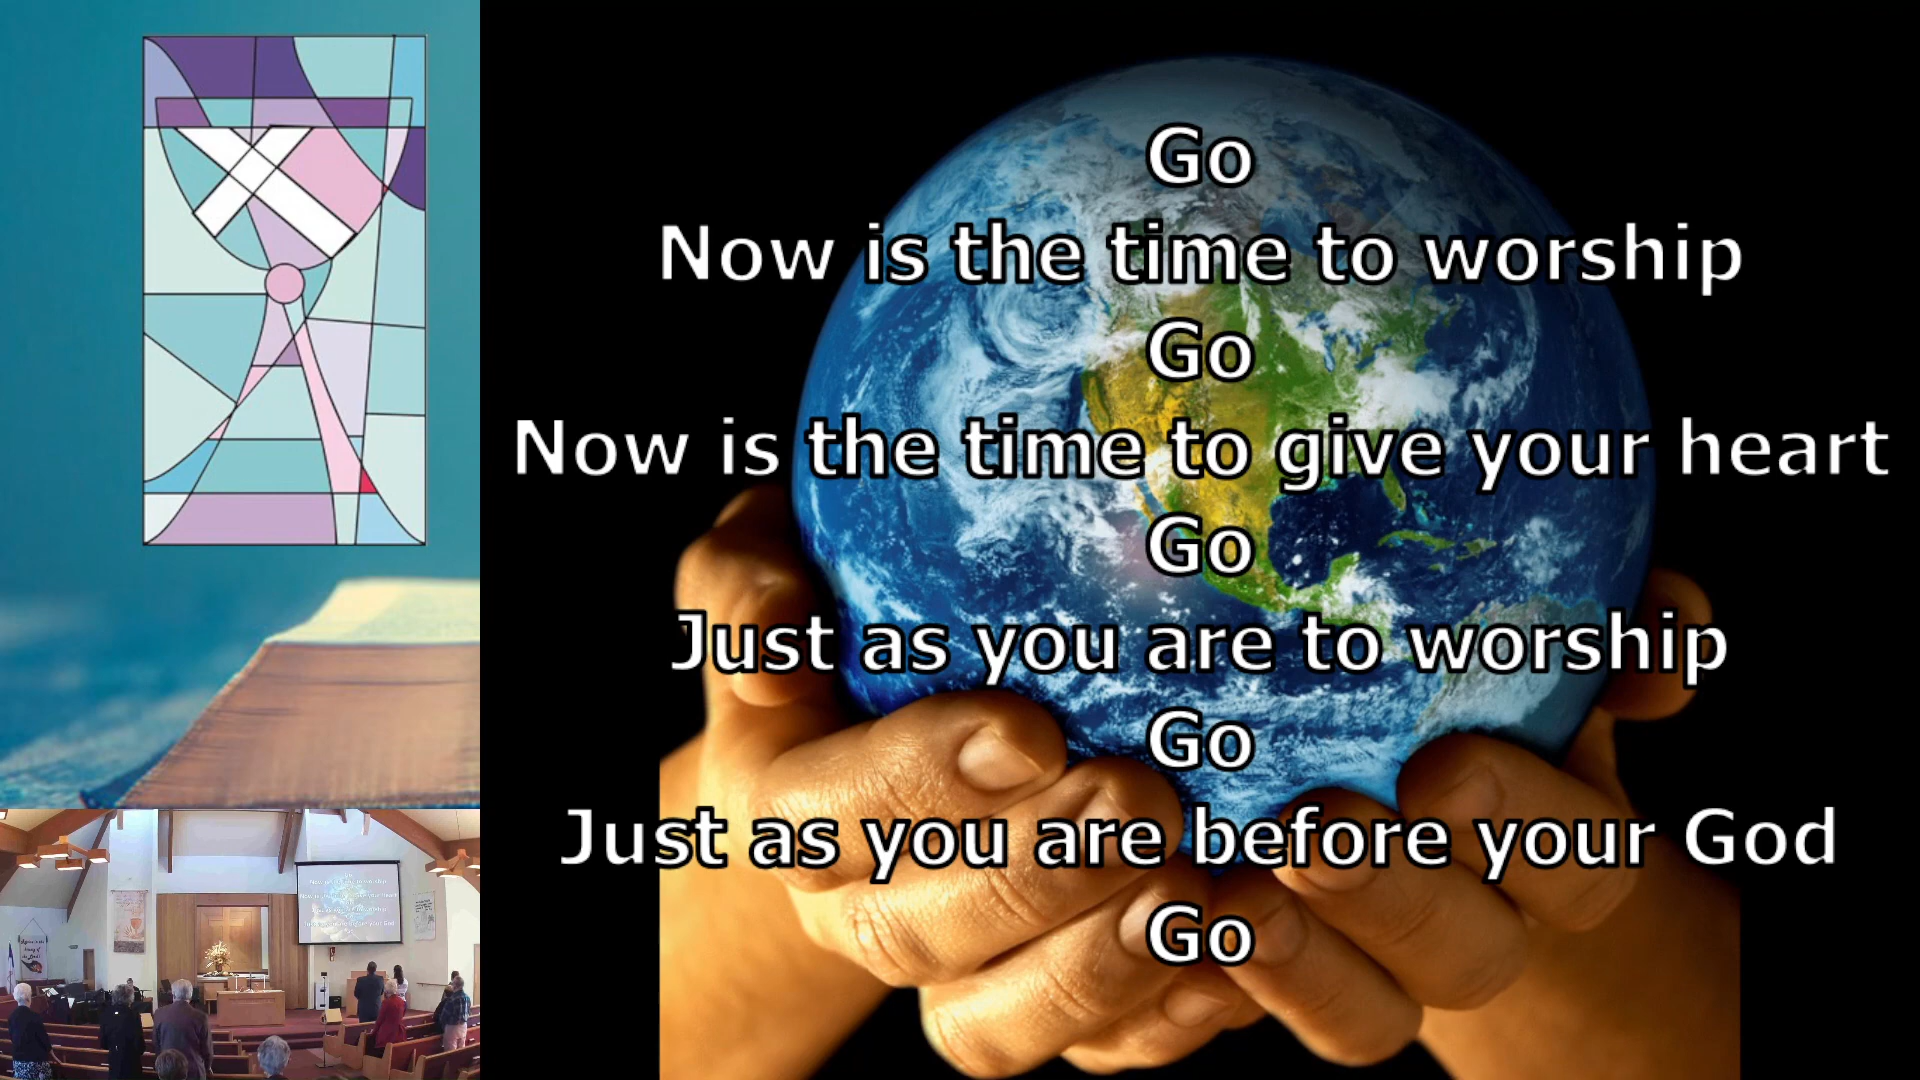 Go
Now is the time to worship
Go
Now is the time to give your heart
Go
Just as you are to worship
Go
Just as you are before your God
Go